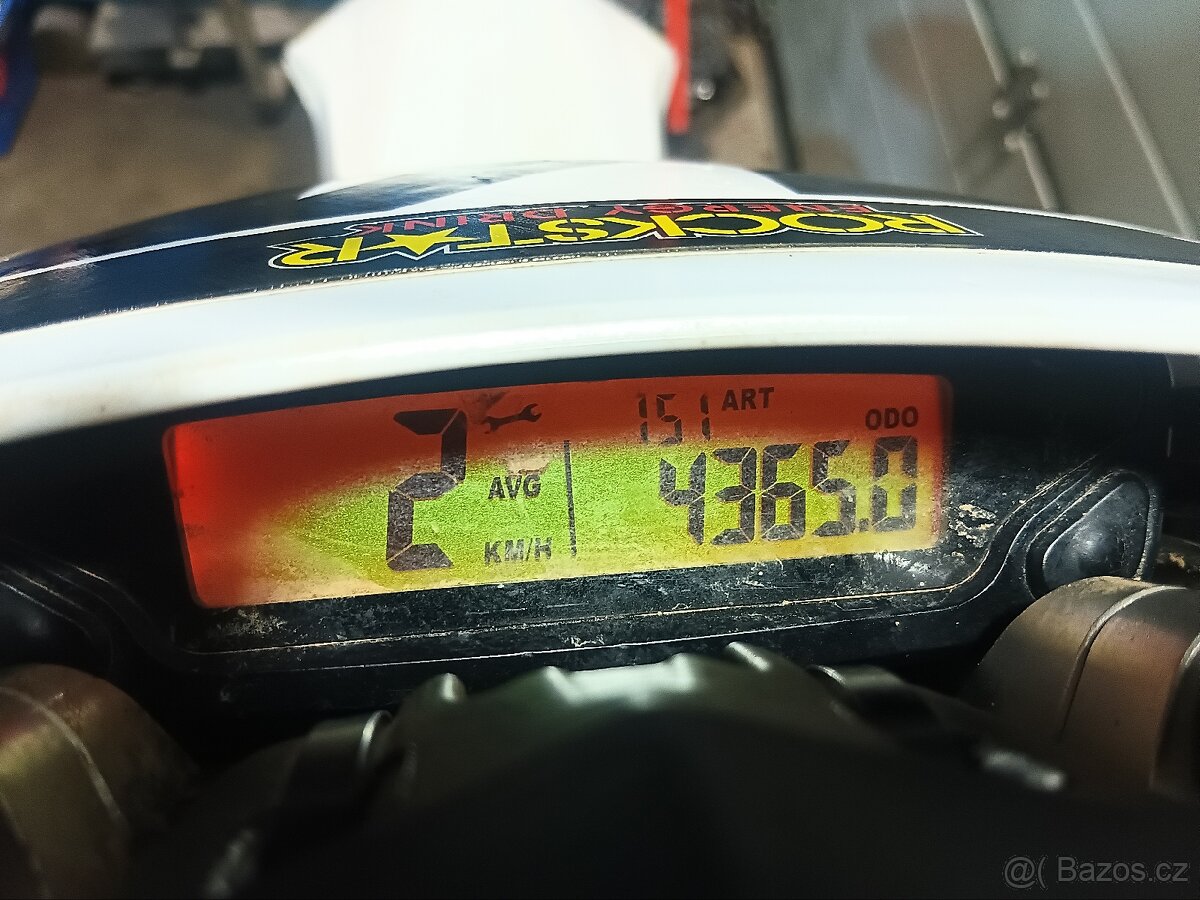 ROCKSTAR
ENERGY DRINK
151 ART
ODO
2 AVG KM/H
4365.0
@( Bazos.cz